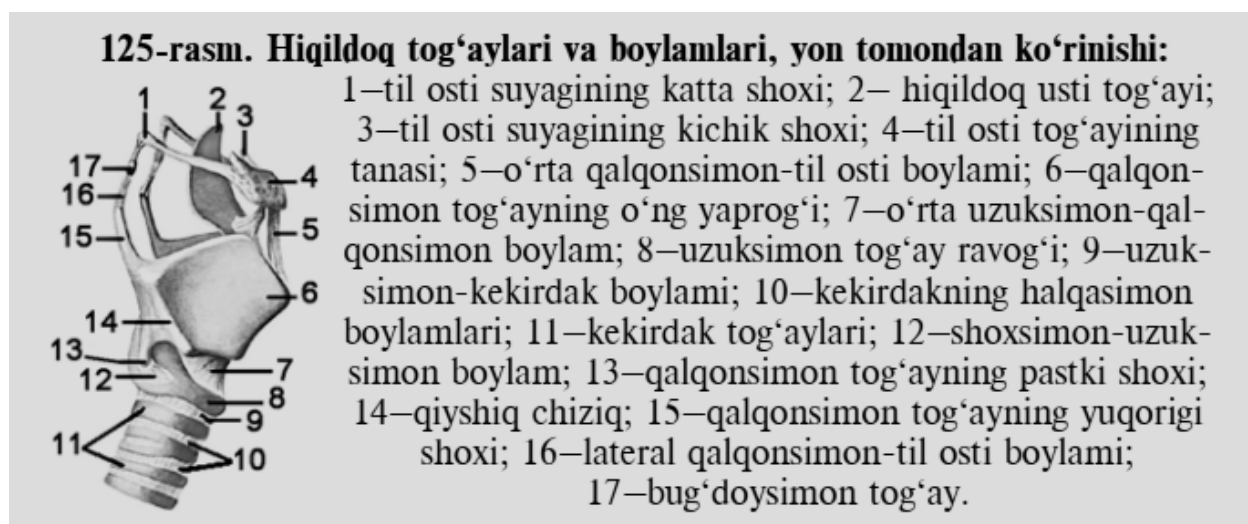 125-rasm. Hiqildoq tog‘aylari va boylamlari, yon tomondan ko‘rinishi:
1—til osti suyagining katta shoxi; 2— hiqildoq usti tog‘ayi;
3—til osti suyagining kichik shoxi; 4—til osti tog‘ayining
tanasi; 5—o‘rta qalqonsimon-til osti boylami; 6—qalqon-
simon tog‘ayning o‘ng yaprog‘i; 7—o‘rta uzuksimon-qal-
qonsimon boylam; 8—uzuksimon tog‘ay ravog‘i; 9—uzuk-
simon-kekirdak boylami; 10—kekirdakning halqasimon
boylamlari; 11—kekirdak tog‘aylari; 12—shoxsimon-uzuk-
simon boylam; 13—qalqonsimon tog‘ayning pastki shoxi;
14—qiyshiq chiziq; 15—qalqonsimon tog‘ayning yuqorigi
shoxi; 16—lateral qalqonsimon-til osti boylami;
17—bug‘doysimon tog‘ay.
1
2
3
17
4
16
15
5
6
14
13
7
12
8
9
11
10